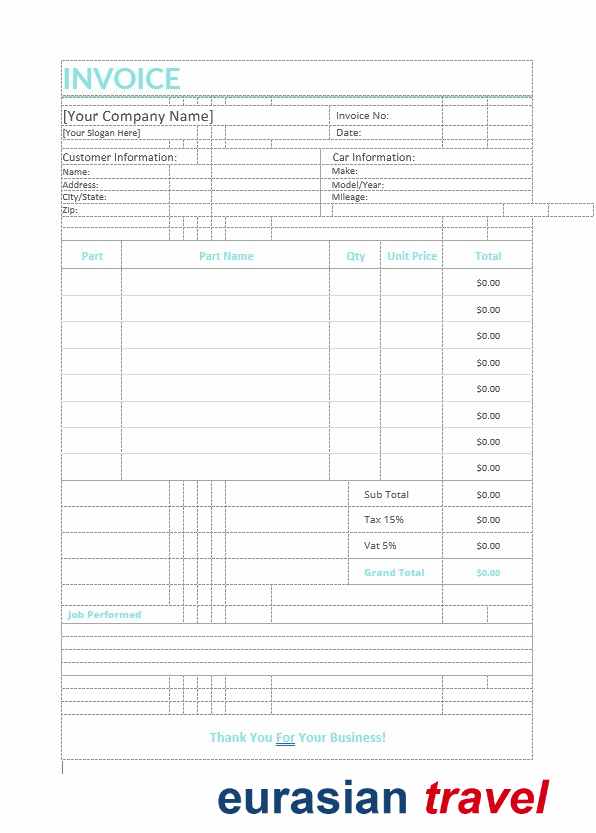 INVOICE
[Your Company Name]
Invoice No:
[Your Slogan Here]
Date:
Customer Information:
Car Information:
Name:
Make:
Address:
Model/Year:
City/State:
Mileage:
Zip:
Part Part Name Qty Unit Price Total
$0.00
$0.00
$0.00
$0.00
$0.00
$0.00
$0.00
$0.00
Sub Total $0.00
Tax 15% $0.00
Vat 5% $0.00
Grand Total $0.00
Job Performed
Thank You For Your Business!
eurasian travel